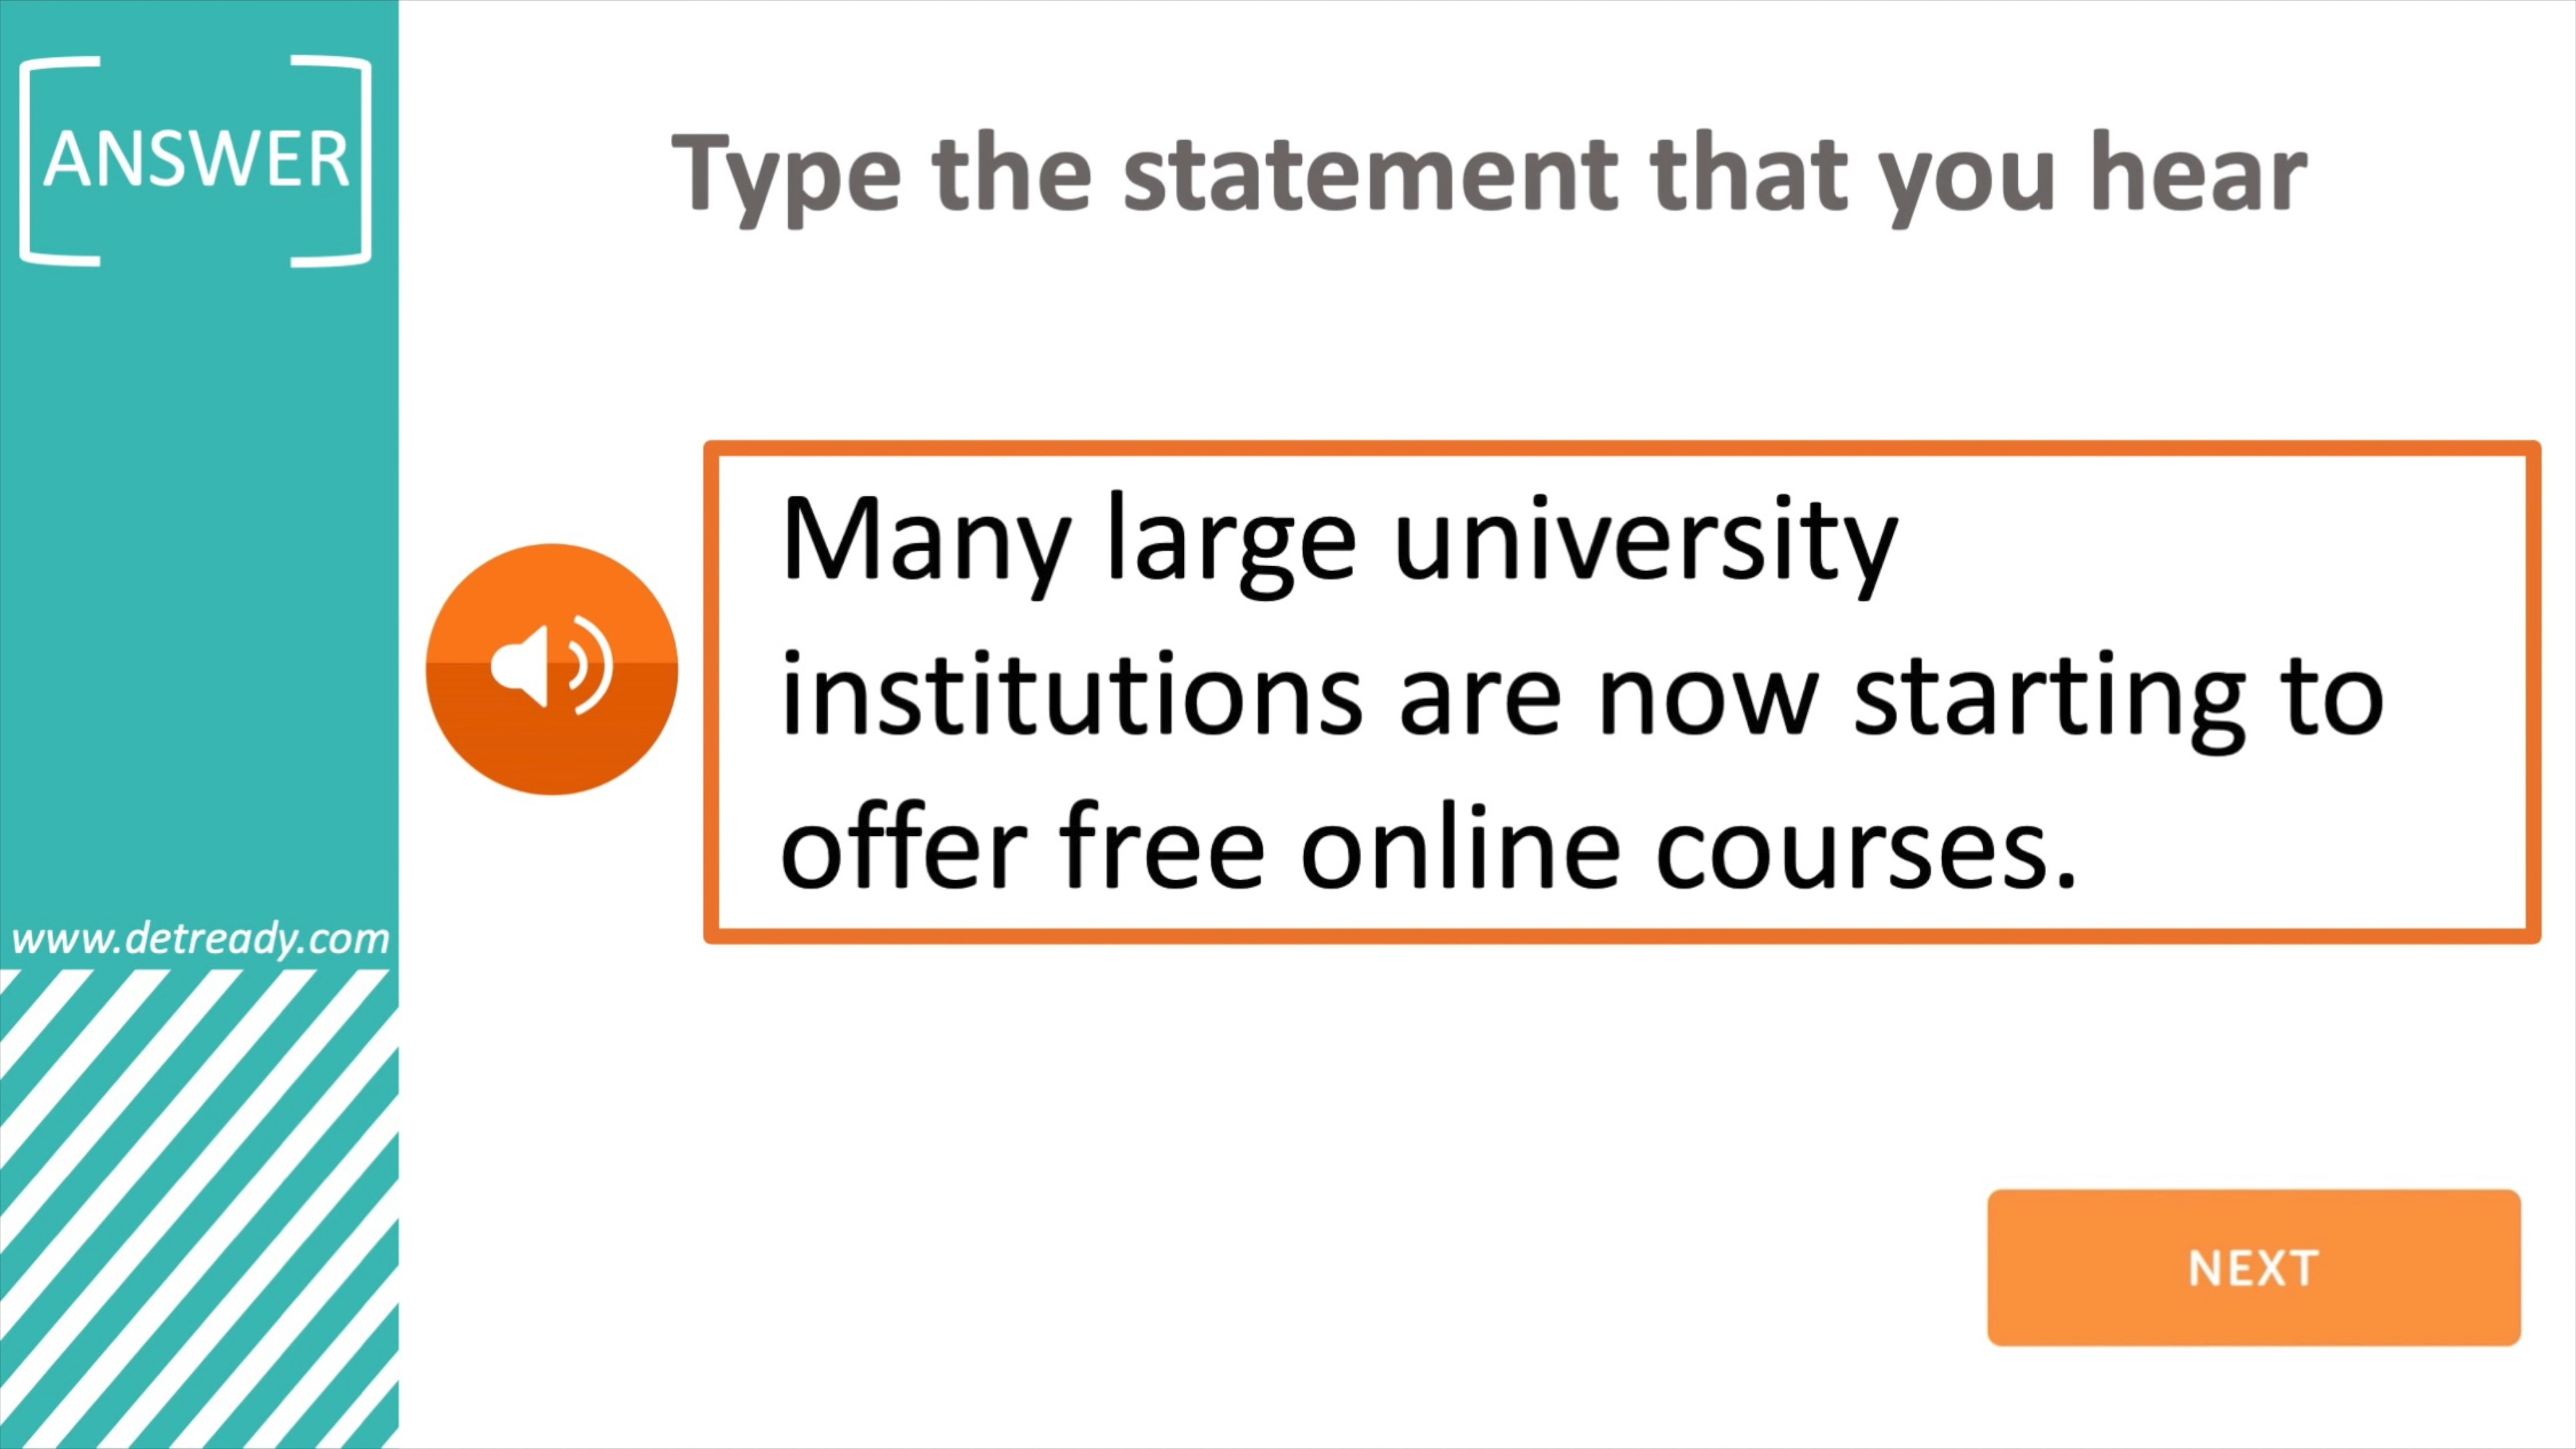 ANSWER
Type the statement that you hear
Many large university
institutions are now starting to
offer free online courses.
www.detready.com
NEXT